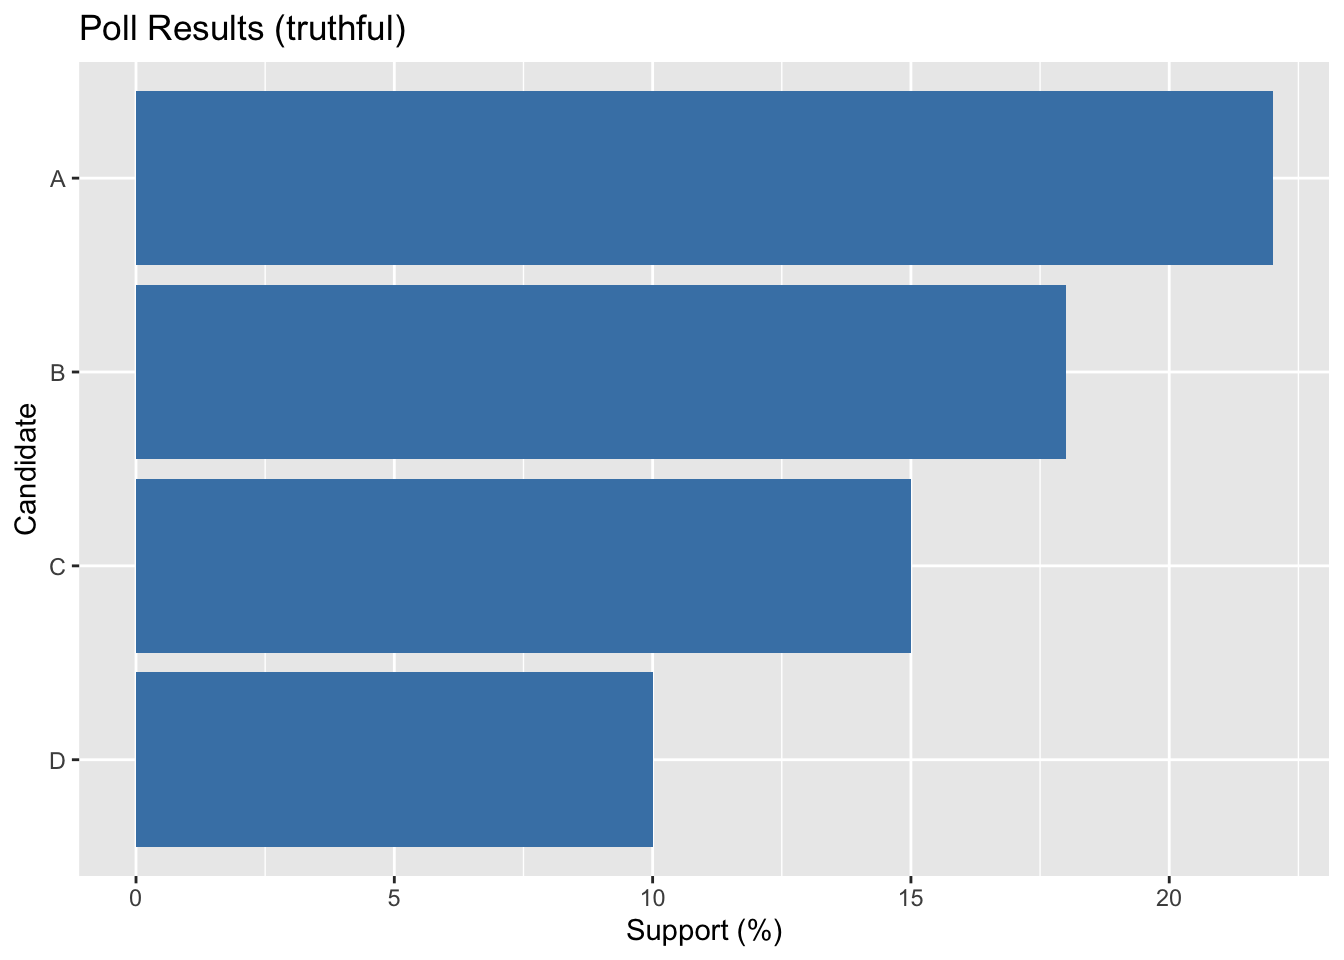 Poll Results (truthful)
A
B
C
D
Candidate
0 5 10 15 20
Support (%)